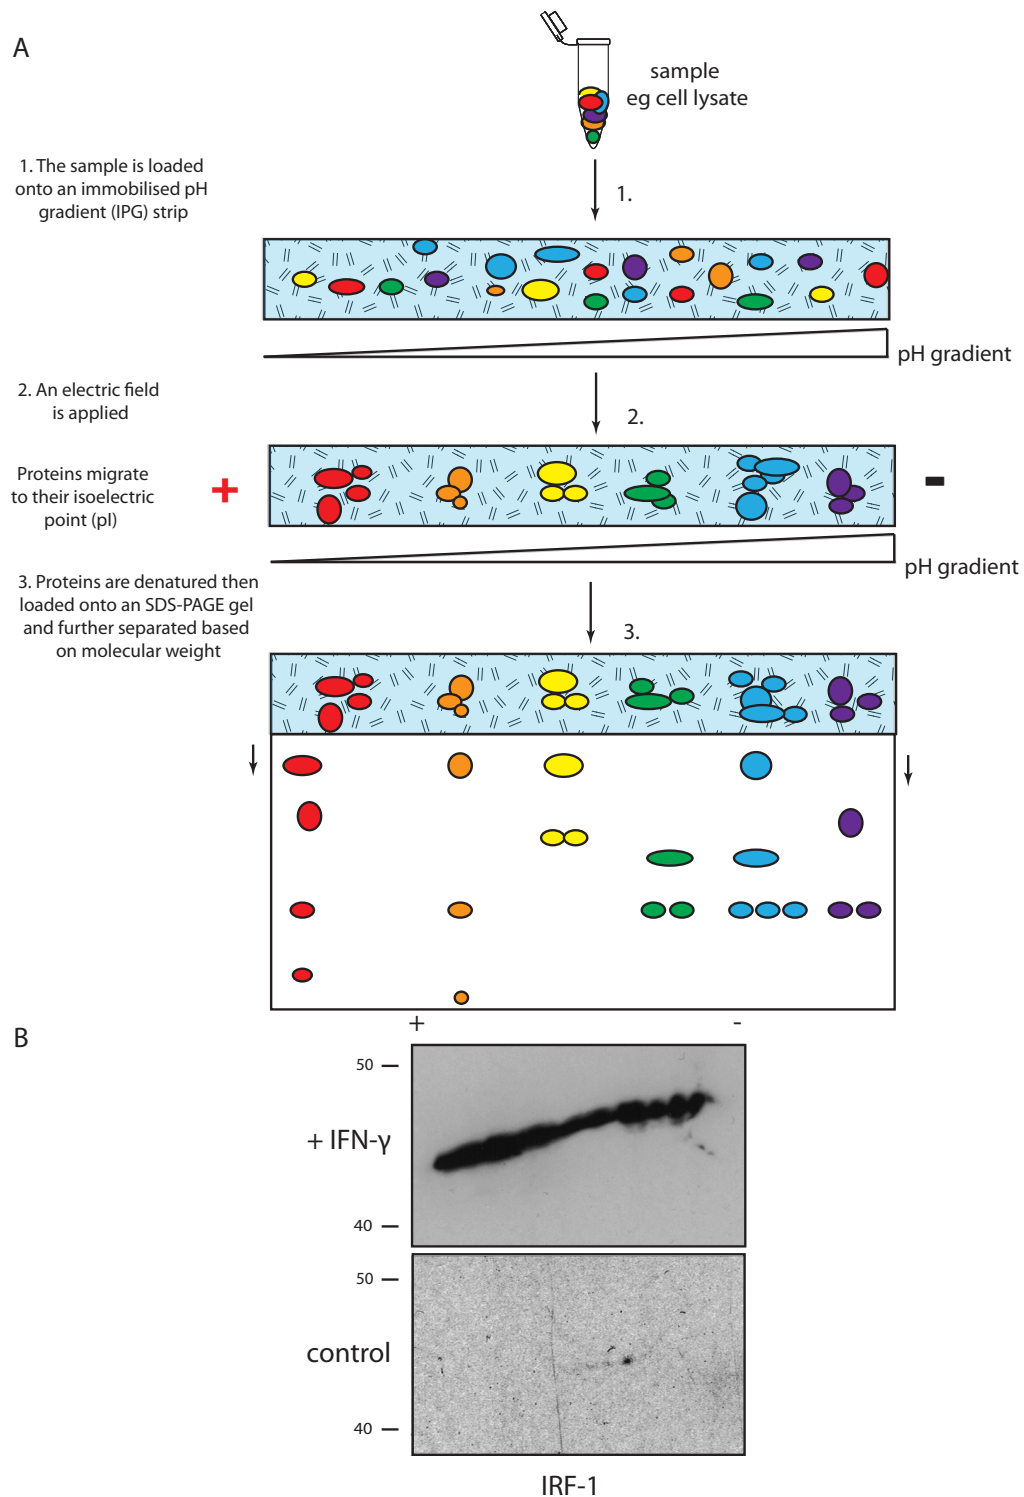 A
sample
eg cell lysate
1. The sample is loaded
onto an immobilised pH
gradient (IPG) strip
1.
pH gradient
2. An electric field
is applied
2.
Proteins migrate
to their isoelectric
point (pI)
+
-
pH gradient
3. Proteins are denatured then
loaded onto an SDS-PAGE gel
and further separated based
on molecular weight
3.
+
-
B
50
+ IFN-γ
40
50
control
40
IRF-1